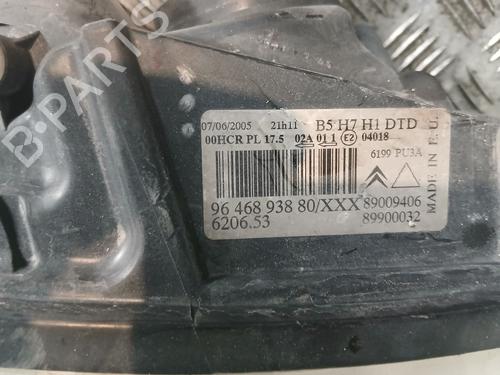 07/06/2005 21h11 B5 H7 H1 DTD
00HCR PL 17.5 02A 01 1 E2 04018
6199 PU3A
MADE IN E.U.
96 468 938 80/XXX 89009406
6206.53 89900032
B-PARTS